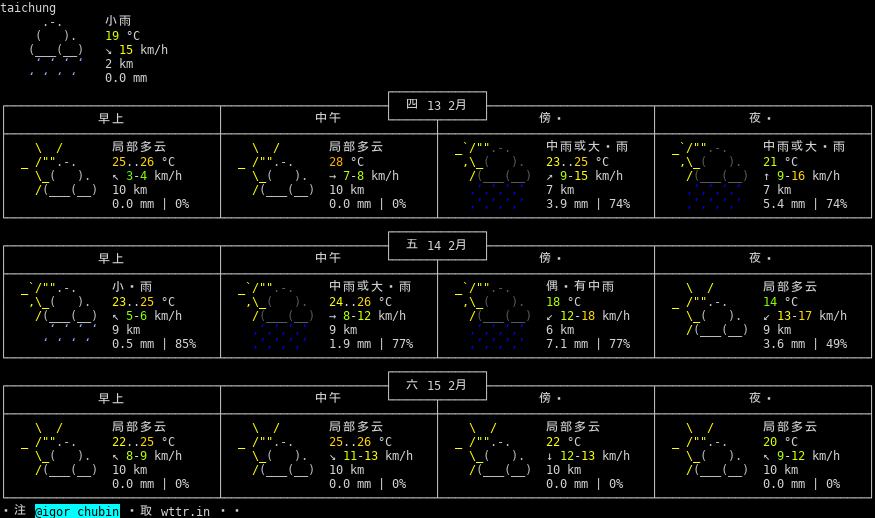 taichung
小雨
19 °C
↘ 15 km/h
2 km
0.0 mm
四 13 2月
早上 中午 傍・ 夜・
局部多云 局部多云 中雨或大・雨 中雨或大・雨
25..26 °C 28 °C 23..25 °C 21 °C
↖ 3-4 km/h → 7-8 km/h ↗ 9-15 km/h ↑ 9-16 km/h
10 km 10 km 7 km 7 km
0.0 mm | 0% 0.0 mm | 0% 3.9 mm | 74% 5.4 mm | 74%
五 14 2月
早上 中午 傍・ 夜・
小・雨 中雨或大・雨 偶・有中雨 局部多云
23..25 °C 24..26 °C 18 °C 14 °C
↖ 5-6 km/h → 8-12 km/h ↙ 12-18 km/h ↙ 13-17 km/h
9 km 9 km 6 km 9 km
0.5 mm | 85% 1.9 mm | 77% 7.1 mm | 77% 3.6 mm | 49%
六 15 2月
早上 中午 傍・ 夜・
局部多云 局部多云 局部多云 局部多云
22..25 °C 25..26 °C 22 °C 20 °C
↖ 8-9 km/h ↘ 11-13 km/h ↓ 12-13 km/h ↖ 9-12 km/h
10 km 10 km 10 km 10 km
0.0 mm | 0% 0.0 mm | 0% 0.0 mm | 0% 0.0 mm | 0%
・注 @igor_chubin ・取 wttr.in ・・